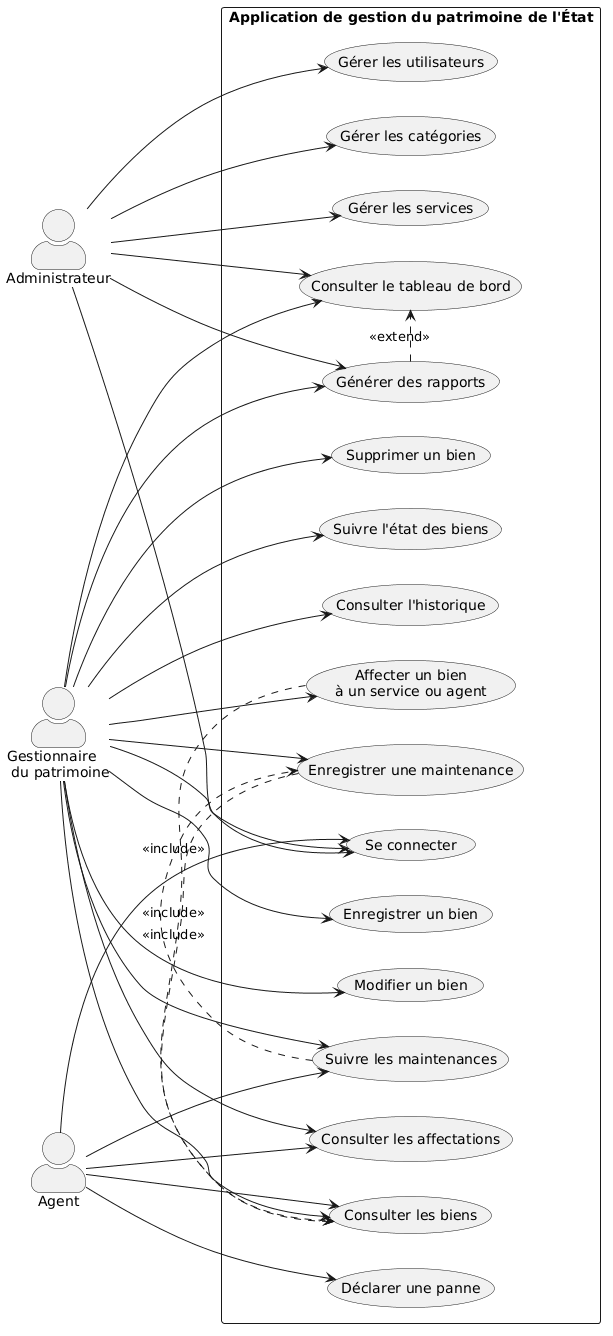 Application de gestion du patrimoine de l'État
Gérer les utilisateurs
Gérer les catégories
Gérer les services
Administrateur
Consulter le tableau de bord
«extend»
Générer des rapports
Supprimer un bien
Suivre l'état des biens
Consulter l'historique
Affecter un bien
à un service ou agent
Gestionnaire
du patrimoine
Enregistrer une maintenance
«include»
Se connecter
«include»
Enregistrer un bien
«include»
Modifier un bien
Suivre les maintenances
Consulter les affectations
Agent
Consulter les biens
Déclarer une panne